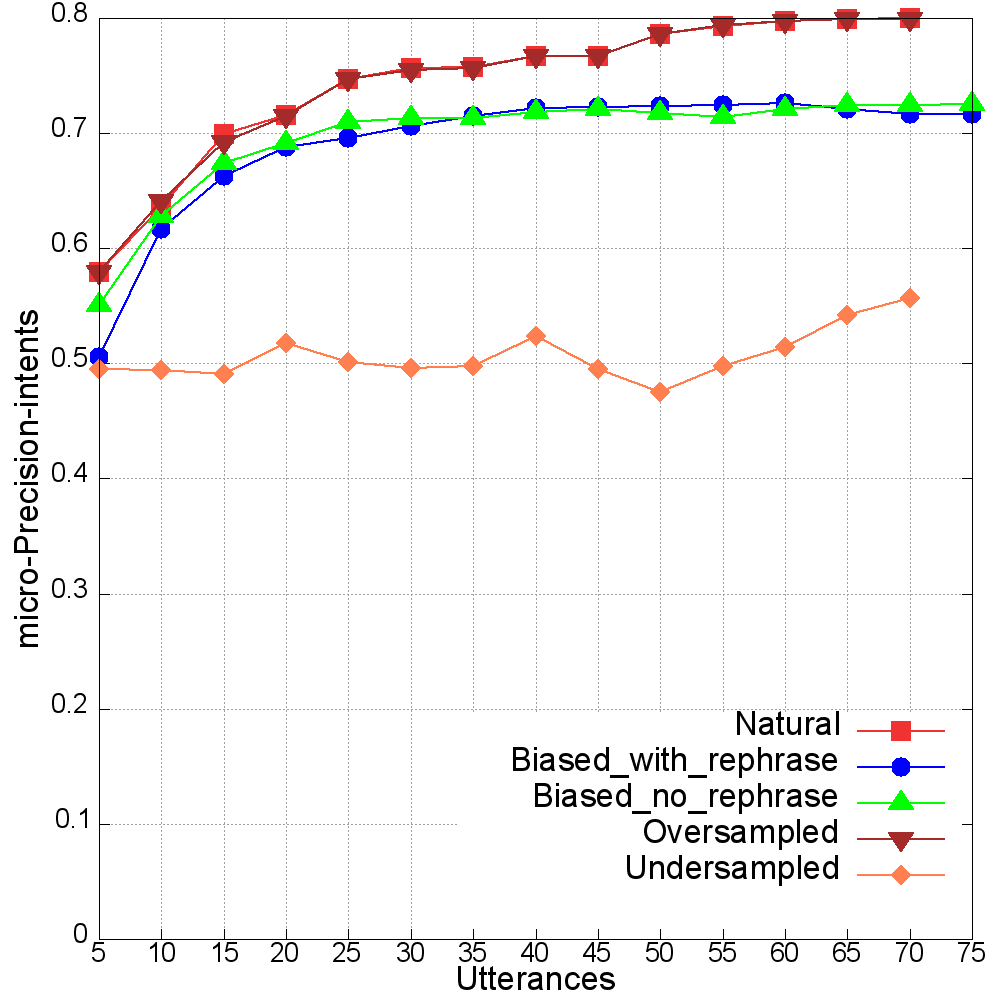 0.8
0.7
0.6
0.5
0.4
0.3
0.2
0.1
0
micro-Precision-intents
Natural
Biased_with_rephrase
Biased_no_rephrase
Oversampled
Undersampled
5 10 15 20 25 30 35 40 45 50 55 60 65 70 75
Utterances